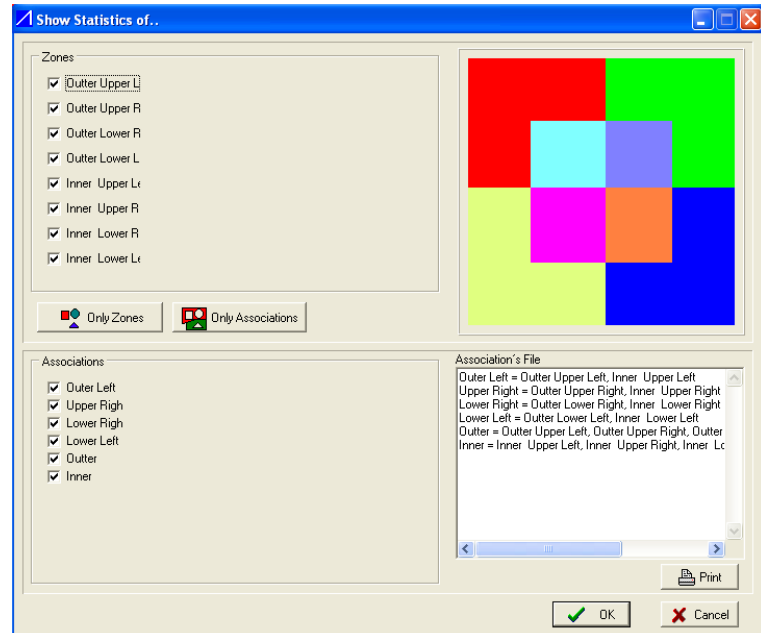 Show Statistics of..
Zones
Outter Upper L
Outter Upper R
Outter Lower R
Outter Lower L
Inner Upper Le
Inner Upper R
Inner Lower R
Inner Lower Le
Only Zones
Only Associations
Associations
Outer Left
Upper Righ
Lower Righ
Lower Left
Outter
Inner
Association's File
Outer Left = Outter Upper Left, Inner Upper Left
Upper Right = Outter Upper Right, Inner Upper Right
Lower Right = Outter Lower Right, Inner Lower Right
Lower Left = Outter Lower Left, Inner Lower Left
Outter = Outter Upper Left, Outter Upper Right, Outter
Inner = Inner Upper Left, Inner Upper Right, Inner Lo
Print
OK
Cancel